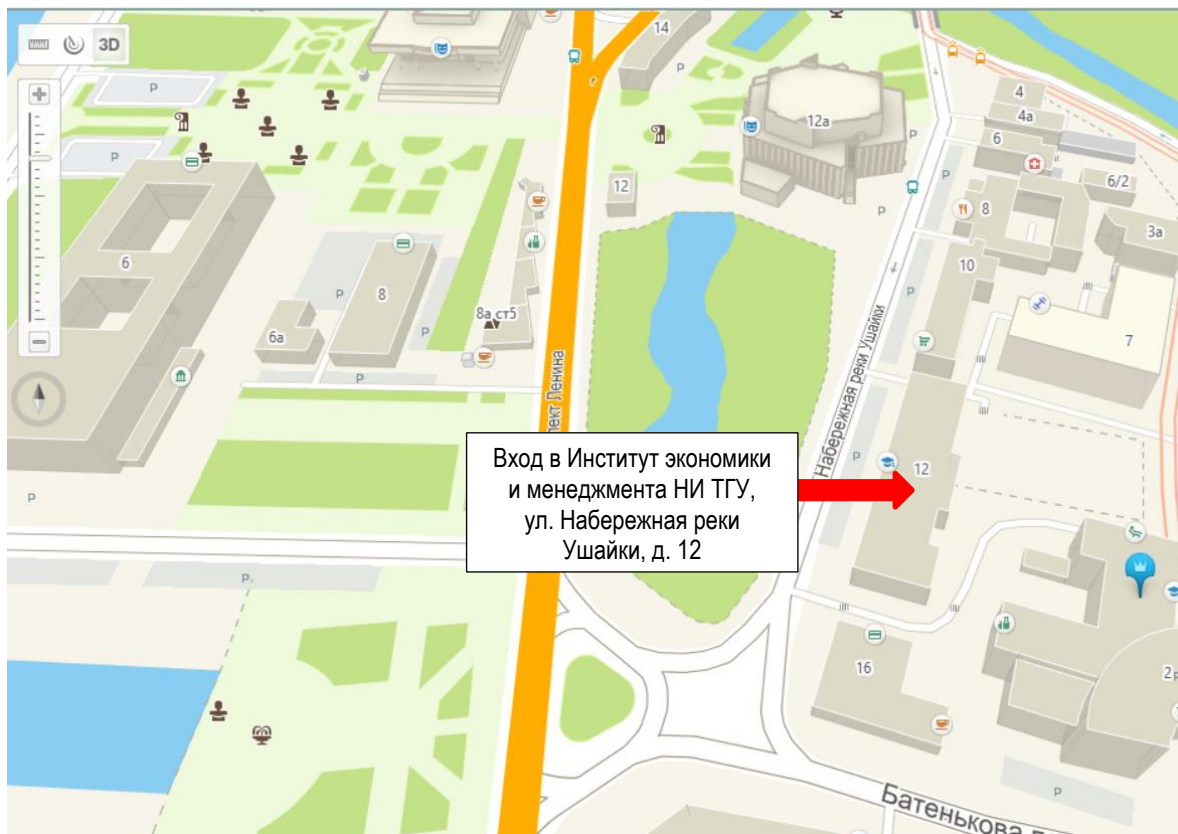 3D
14
P
P
P
12а
4
4а
6
P
P
6/2
12
P
8
3а
6
P
10
8
P
P
8а ст5
7
6а
P
P
Набережная реки Ушайки
пект Ленина
Вход в Институт экономики
и менеджмента НИ ТГУ,
ул. Набережная реки
Ушайки, д. 12
P
12
P
P
16
2
P
Батенькова